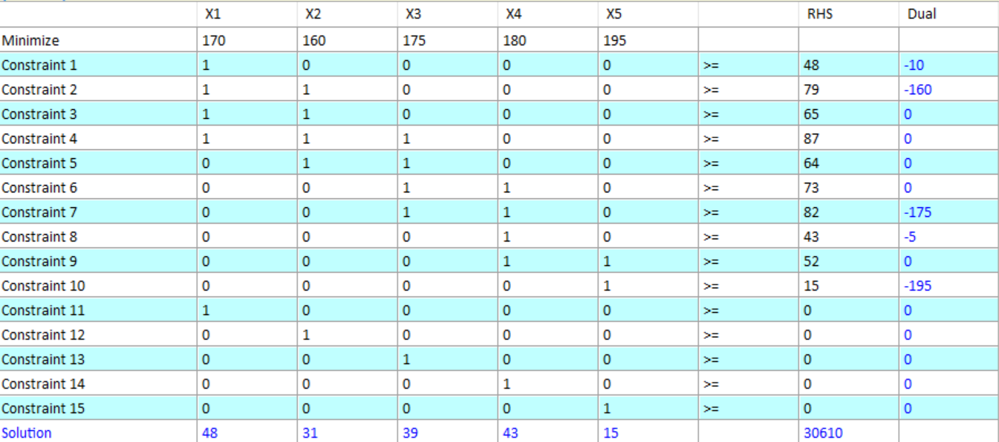 X1 X2 X3 X4 X5 RHS Dual
Minimize 170 160 175 180 195
Constraint 1 1 0 0 0 0 >= 48 -10
Constraint 2 1 1 0 0 0 >= 79 -160
Constraint 3 1 1 0 0 0 >= 65 0
Constraint 4 1 1 1 0 0 >= 87 0
Constraint 5 0 1 1 0 0 >= 64 0
Constraint 6 0 0 1 1 0 >= 73 0
Constraint 7 0 0 1 1 0 >= 82 -175
Constraint 8 0 0 0 1 0 >= 43 -5
Constraint 9 0 0 0 1 1 >= 52 0
Constraint 10 0 0 0 0 1 >= 15 -195
Constraint 11 1 0 0 0 0 >= 0 0
Constraint 12 0 1 0 0 0 >= 0 0
Constraint 13 0 0 1 0 0 >= 0 0
Constraint 14 0 0 0 1 0 >= 0 0
Constraint 15 0 0 0 0 1 >= 0 0
Solution 48 31 39 43 15 30610